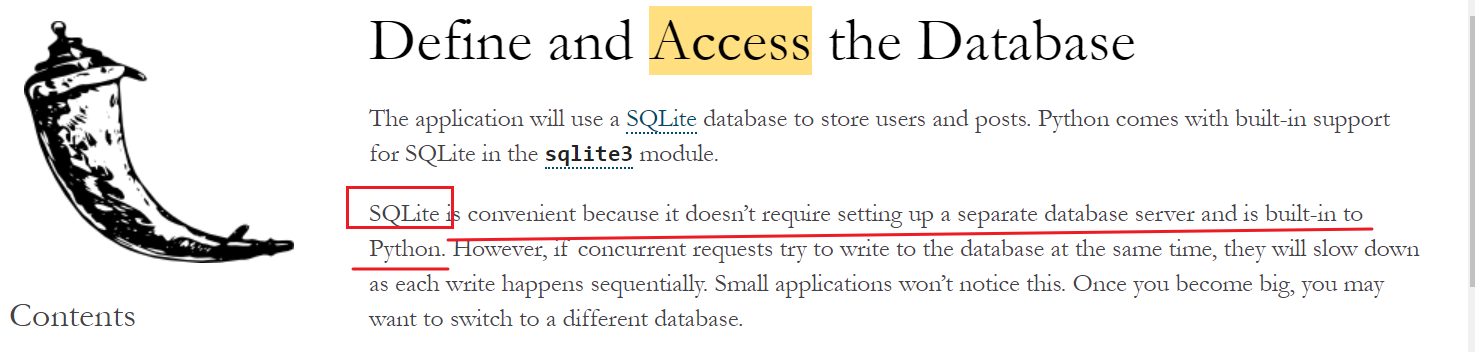 Define and Access the Database
The application will use a SQLite database to store users and posts. Python comes with built-in support
for SQLite in the sqlite3 module.
SQLite is convenient because it doesn’t require setting up a separate database server and is built-in to
Python. However, if concurrent requests try to write to the database at the same time, they will slow down
as each write happens sequentially. Small applications won’t notice this. Once you become big, you may
want to switch to a different database.
Contents